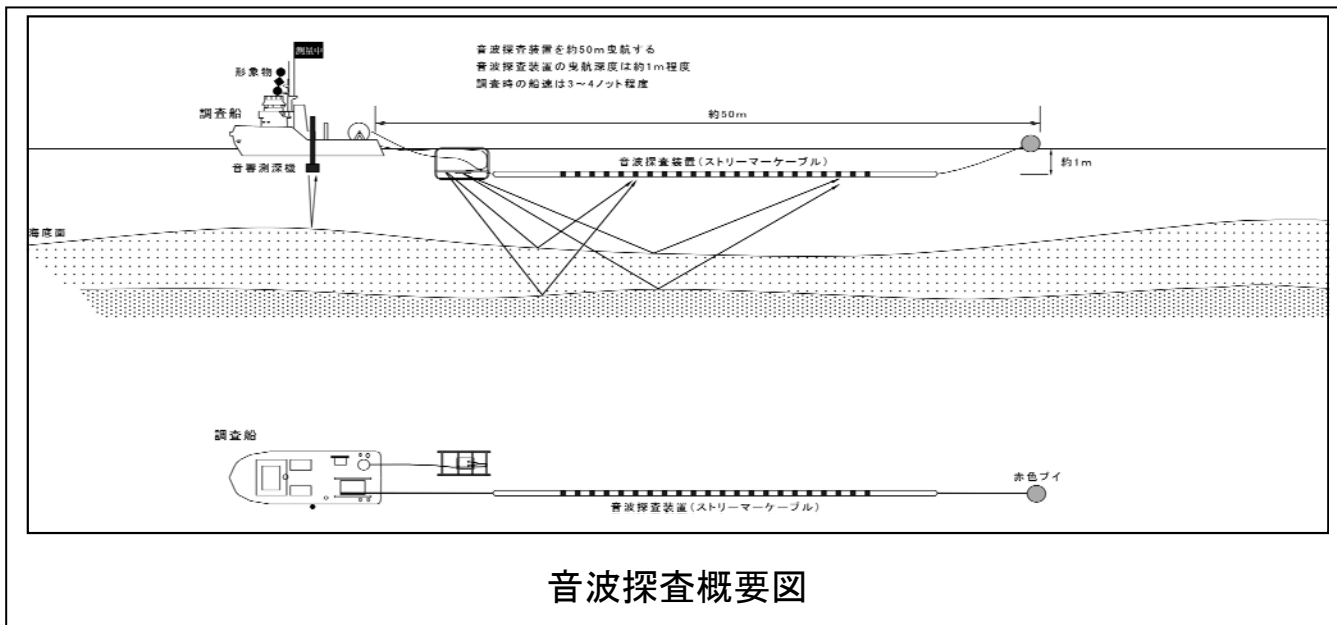 測量中
音波探査装置を約50m曳航する
音波探査装置の曳航深度は約1m程度
調査時の船速は3～4ノット程度
形象物
調査船
約50m
音響測深機
音波探査装置(ストリーマーケーブル)
約1m
海底面
調査船
赤色ブイ
音波探査装置(ストリーマーケーブル)
音波探査概要図